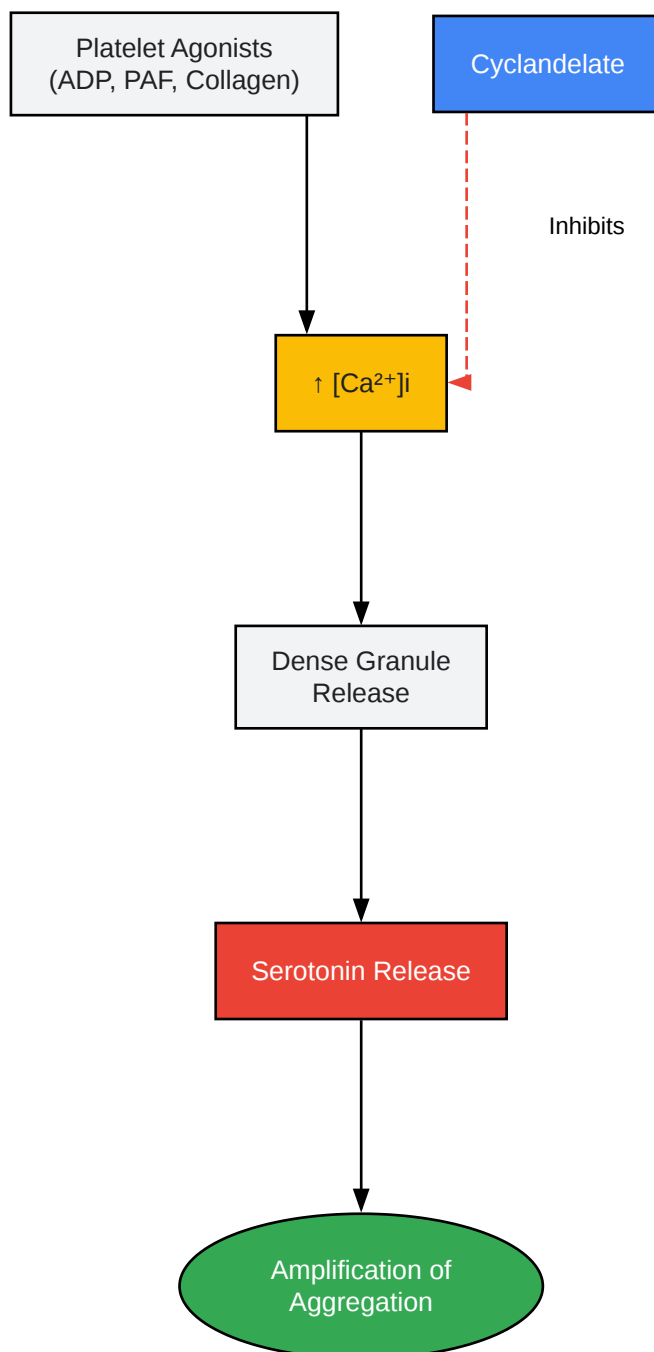 Platelet Agonists
(ADP, PAF, Collagen)
Cyclandelate
Inhibits
↑ [Ca²⁺]i
Dense Granule
Release
Serotonin Release
Amplification of
Aggregation